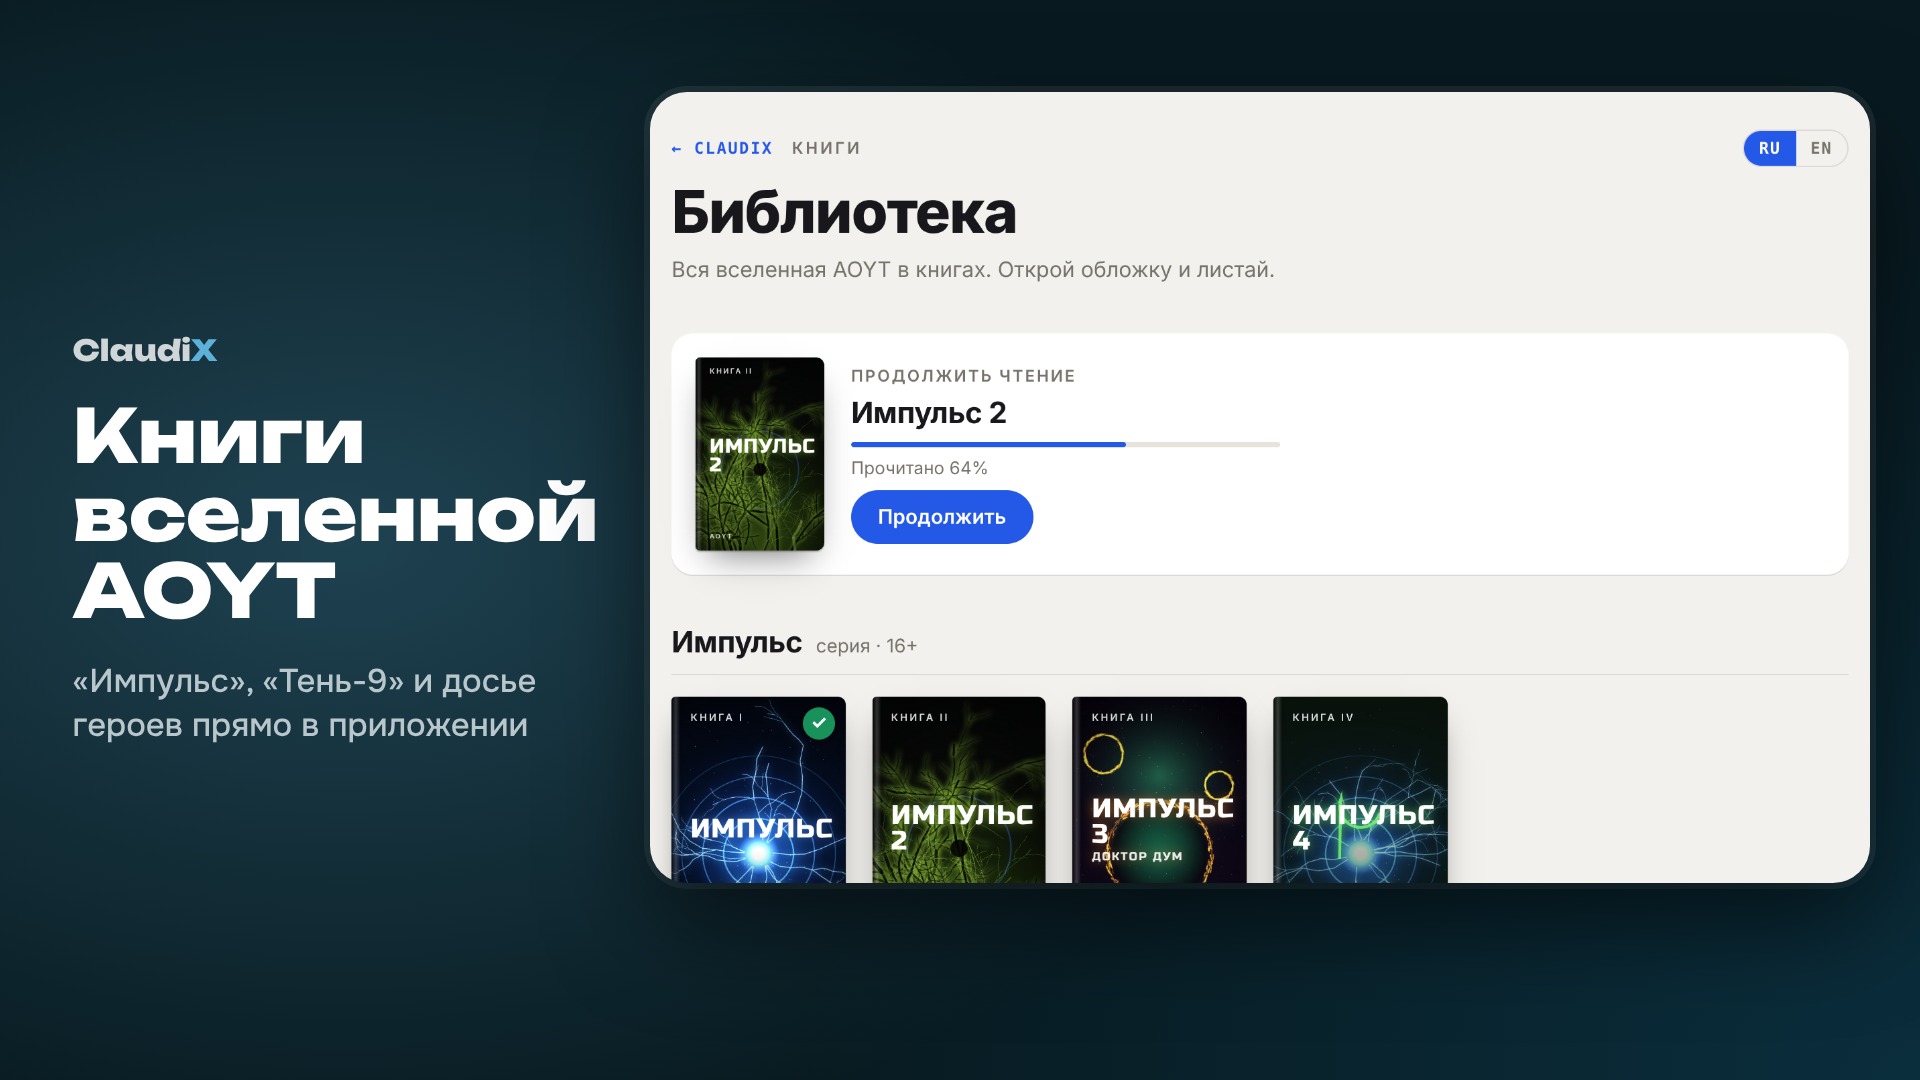 ClaudiX
Книги
вселенной
AOYT
«Импульс», «Тень-9» и досье
героев прямо в приложении
← CLAUDIX КНИГИ
RU EN
Библиотека
Вся вселенная AOYT в книгах. Открой обложку и листай.
КНИГА II
ИМПУЛЬС
2
AOYT
ПРОДОЛЖИТЬ ЧТЕНИЕ
Импульс 2
Прочитано 64%
Продолжить
Импульс серия · 16+
КНИГА I
ИМПУЛЬС
КНИГА II
ИМПУЛЬС
2
КНИГА III
ИМПУЛЬС
3
ДОКТОР ДУМ
КНИГА IV
ИМПУЛЬС
4